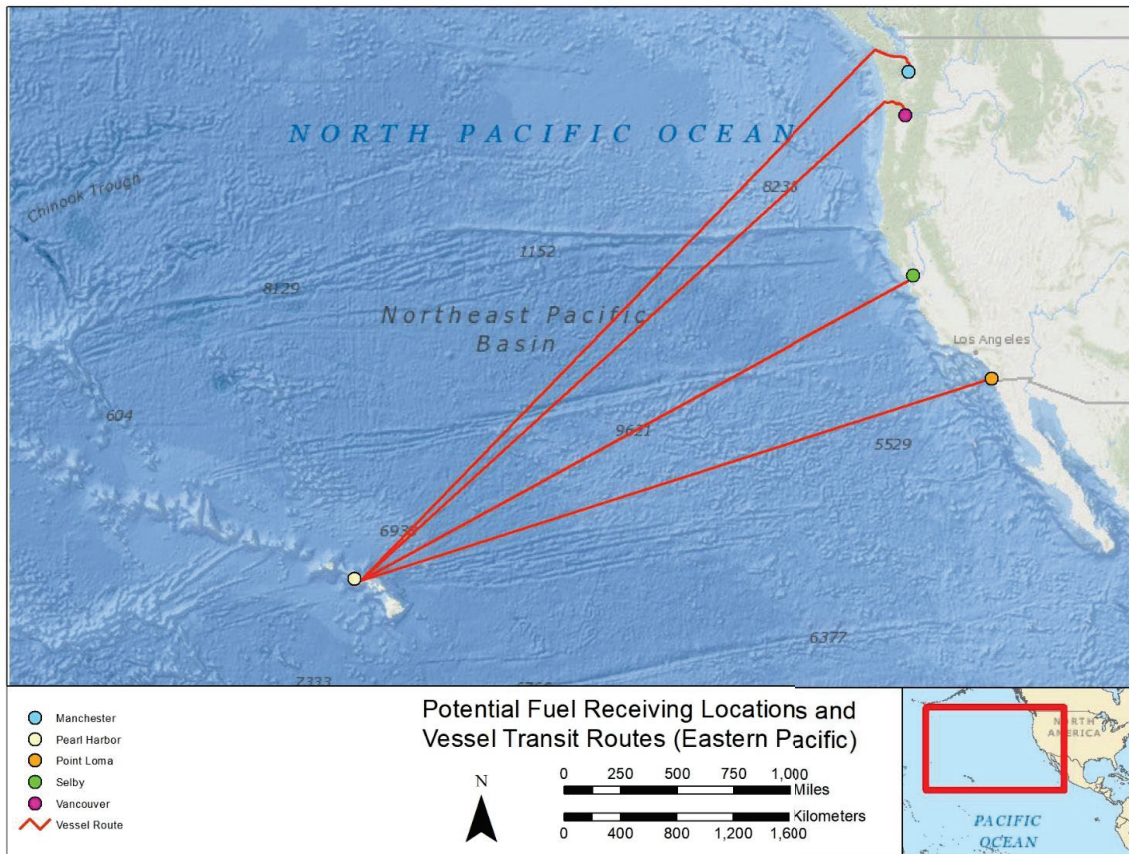 NORTH PACIFIC OCEAN
Chinook Trough
8238
1152
8129
Northeast Pacific
Basin
Los Angeles
604
9621
5529
6938
6377
7333
Manchester
Pearl Harbor
Point Loma
Selby
Vancouver
Vessel Route
Potential Fuel Receiving Locations and
Vessel Transit Routes (Eastern Pacific)
N
0 250 500 750 1,000
Miles
Kilometers
0 400 800 1,200 1,600
NORTH
AMERICA
PACIFIC
OCEAN